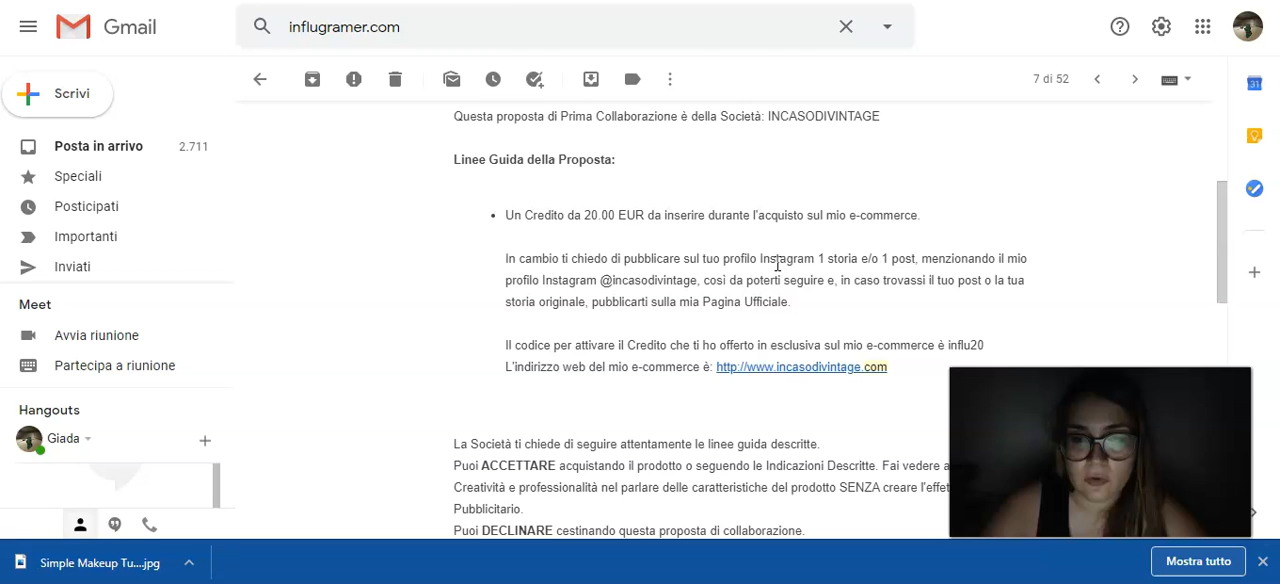 Gmail
influgramer.com
Scrivi
7 di 52
31
Posta in arrivo 2.711
Speciali
Posticipati
Importanti
Inviati
Meet
Avvia riunione
Partecipa a riunione
Hangouts
Giada
Questa proposta di Prima Collaborazione è della Società: INCASODIVINTAGE
Linee Guida della Proposta:
• Un Credito da 20.00 EUR da inserire durante l'acquisto sul mio e-commerce.
In cambio ti chiedo di pubblicare sul tuo profilo Instagram 1 storia e/o 1 post, menzionando il mio
profilo Instagram @incasodivintage, così da poterti seguire e, in caso trovassi il tuo post o la tua
storia originale, pubblicarti sulla mia Pagina Ufficiale.
Il codice per attivare il Credito che ti ho offerto in esclusiva sul mio e-commerce è influ20
L'indirizzo web del mio e-commerce è: http://www.incasodivintage.com
La Società ti chiede di seguire attentamente le linee guida descritte.
Puoi ACCETTARE acquistando il prodotto o seguendo le Indicazioni Descritte. Fai vedere
Creatività e professionalità nel parlare delle caratteristiche del prodotto SENZA creare l'effet
Pubblicitario.
Puoi DECLINARE cestinando questa proposta di collaborazione.
Simple Makeup Tu....jpg
Mostra tutto